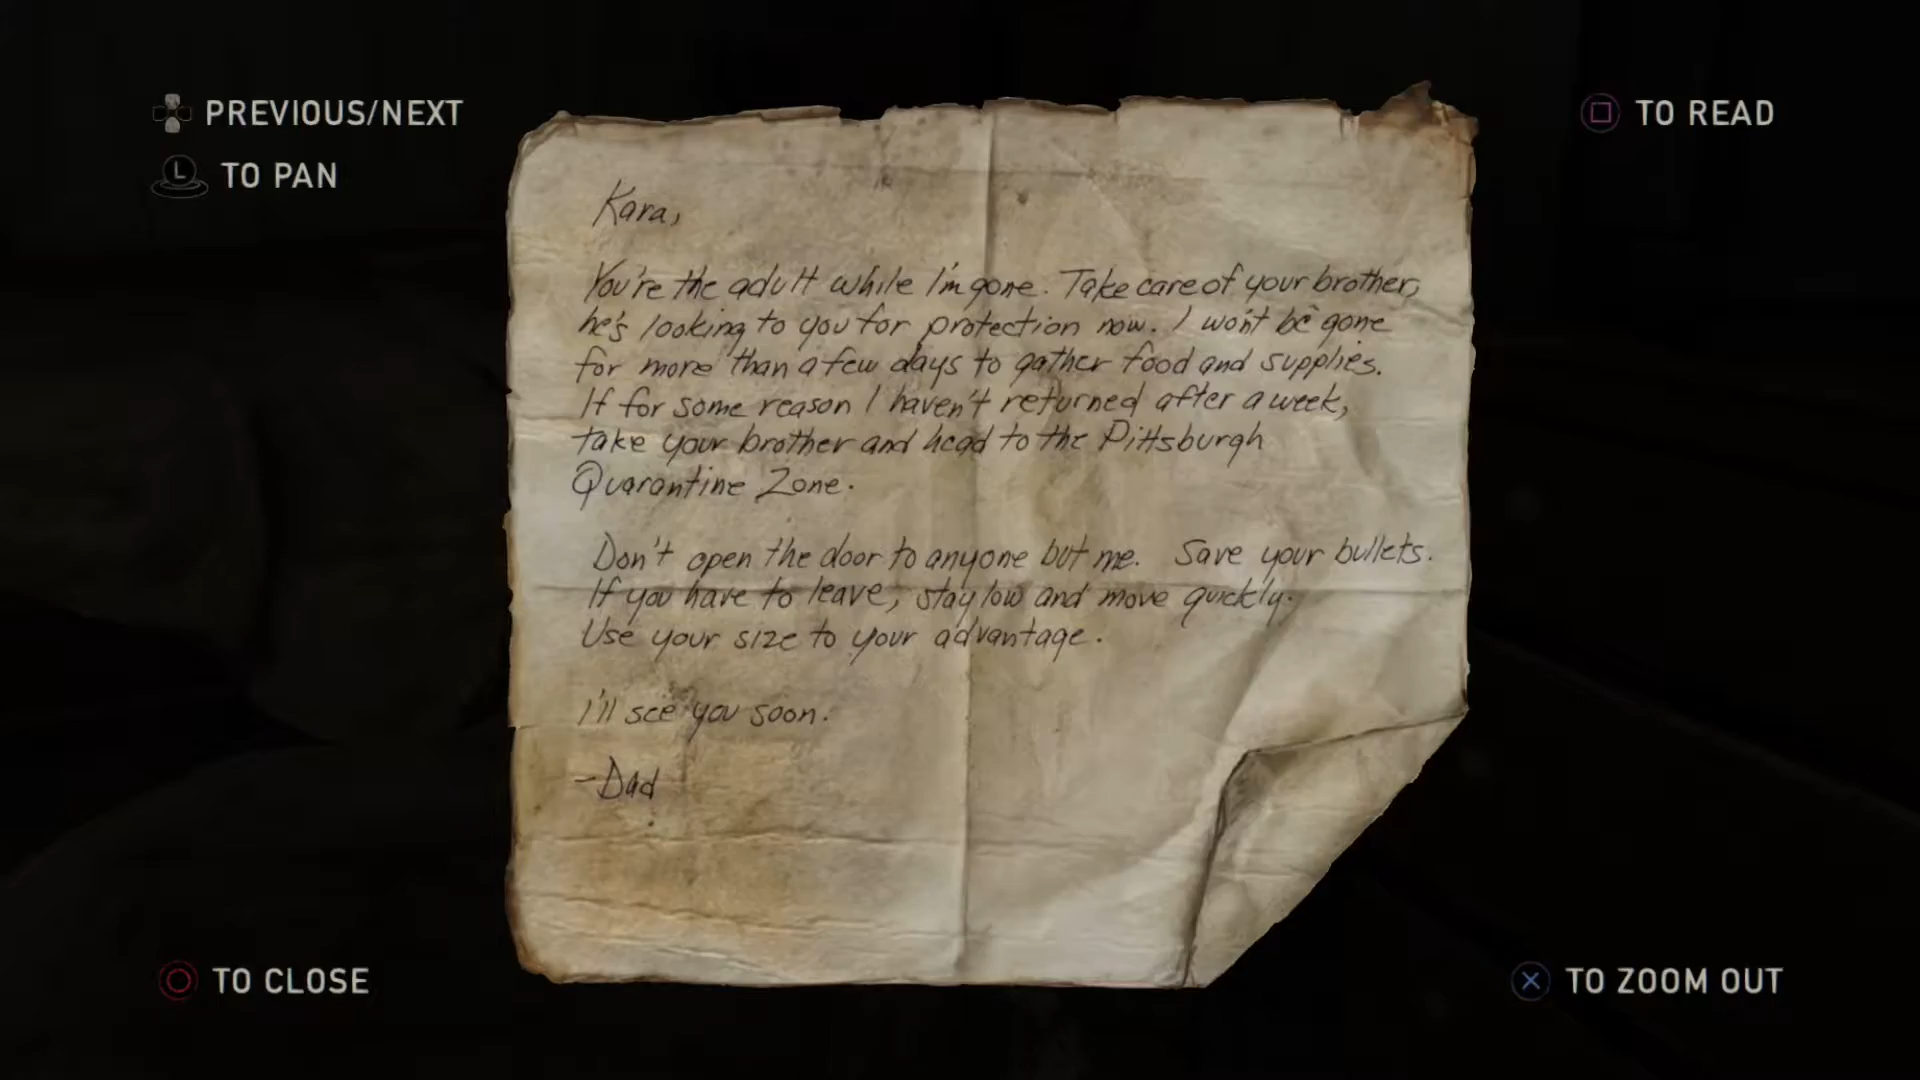 PREVIOUS/NEXT
L TO PAN
TO READ
Kara,
You're the adult while I'm gone. Take care of your brother,
he's looking to you for protection now. I won't be gone
for more than a few days to gather food and supplies.
If for some reason I haven't returned after a week,
take your brother and head to the Pittsburgh
Quarantine Zone.
Don't open the door to anyone but me. Save your bullets.
If you have to leave, stay low and move quickly.
Use your size to your advantage.
I'll see you soon.
-Dad
TO CLOSE
TO ZOOM OUT